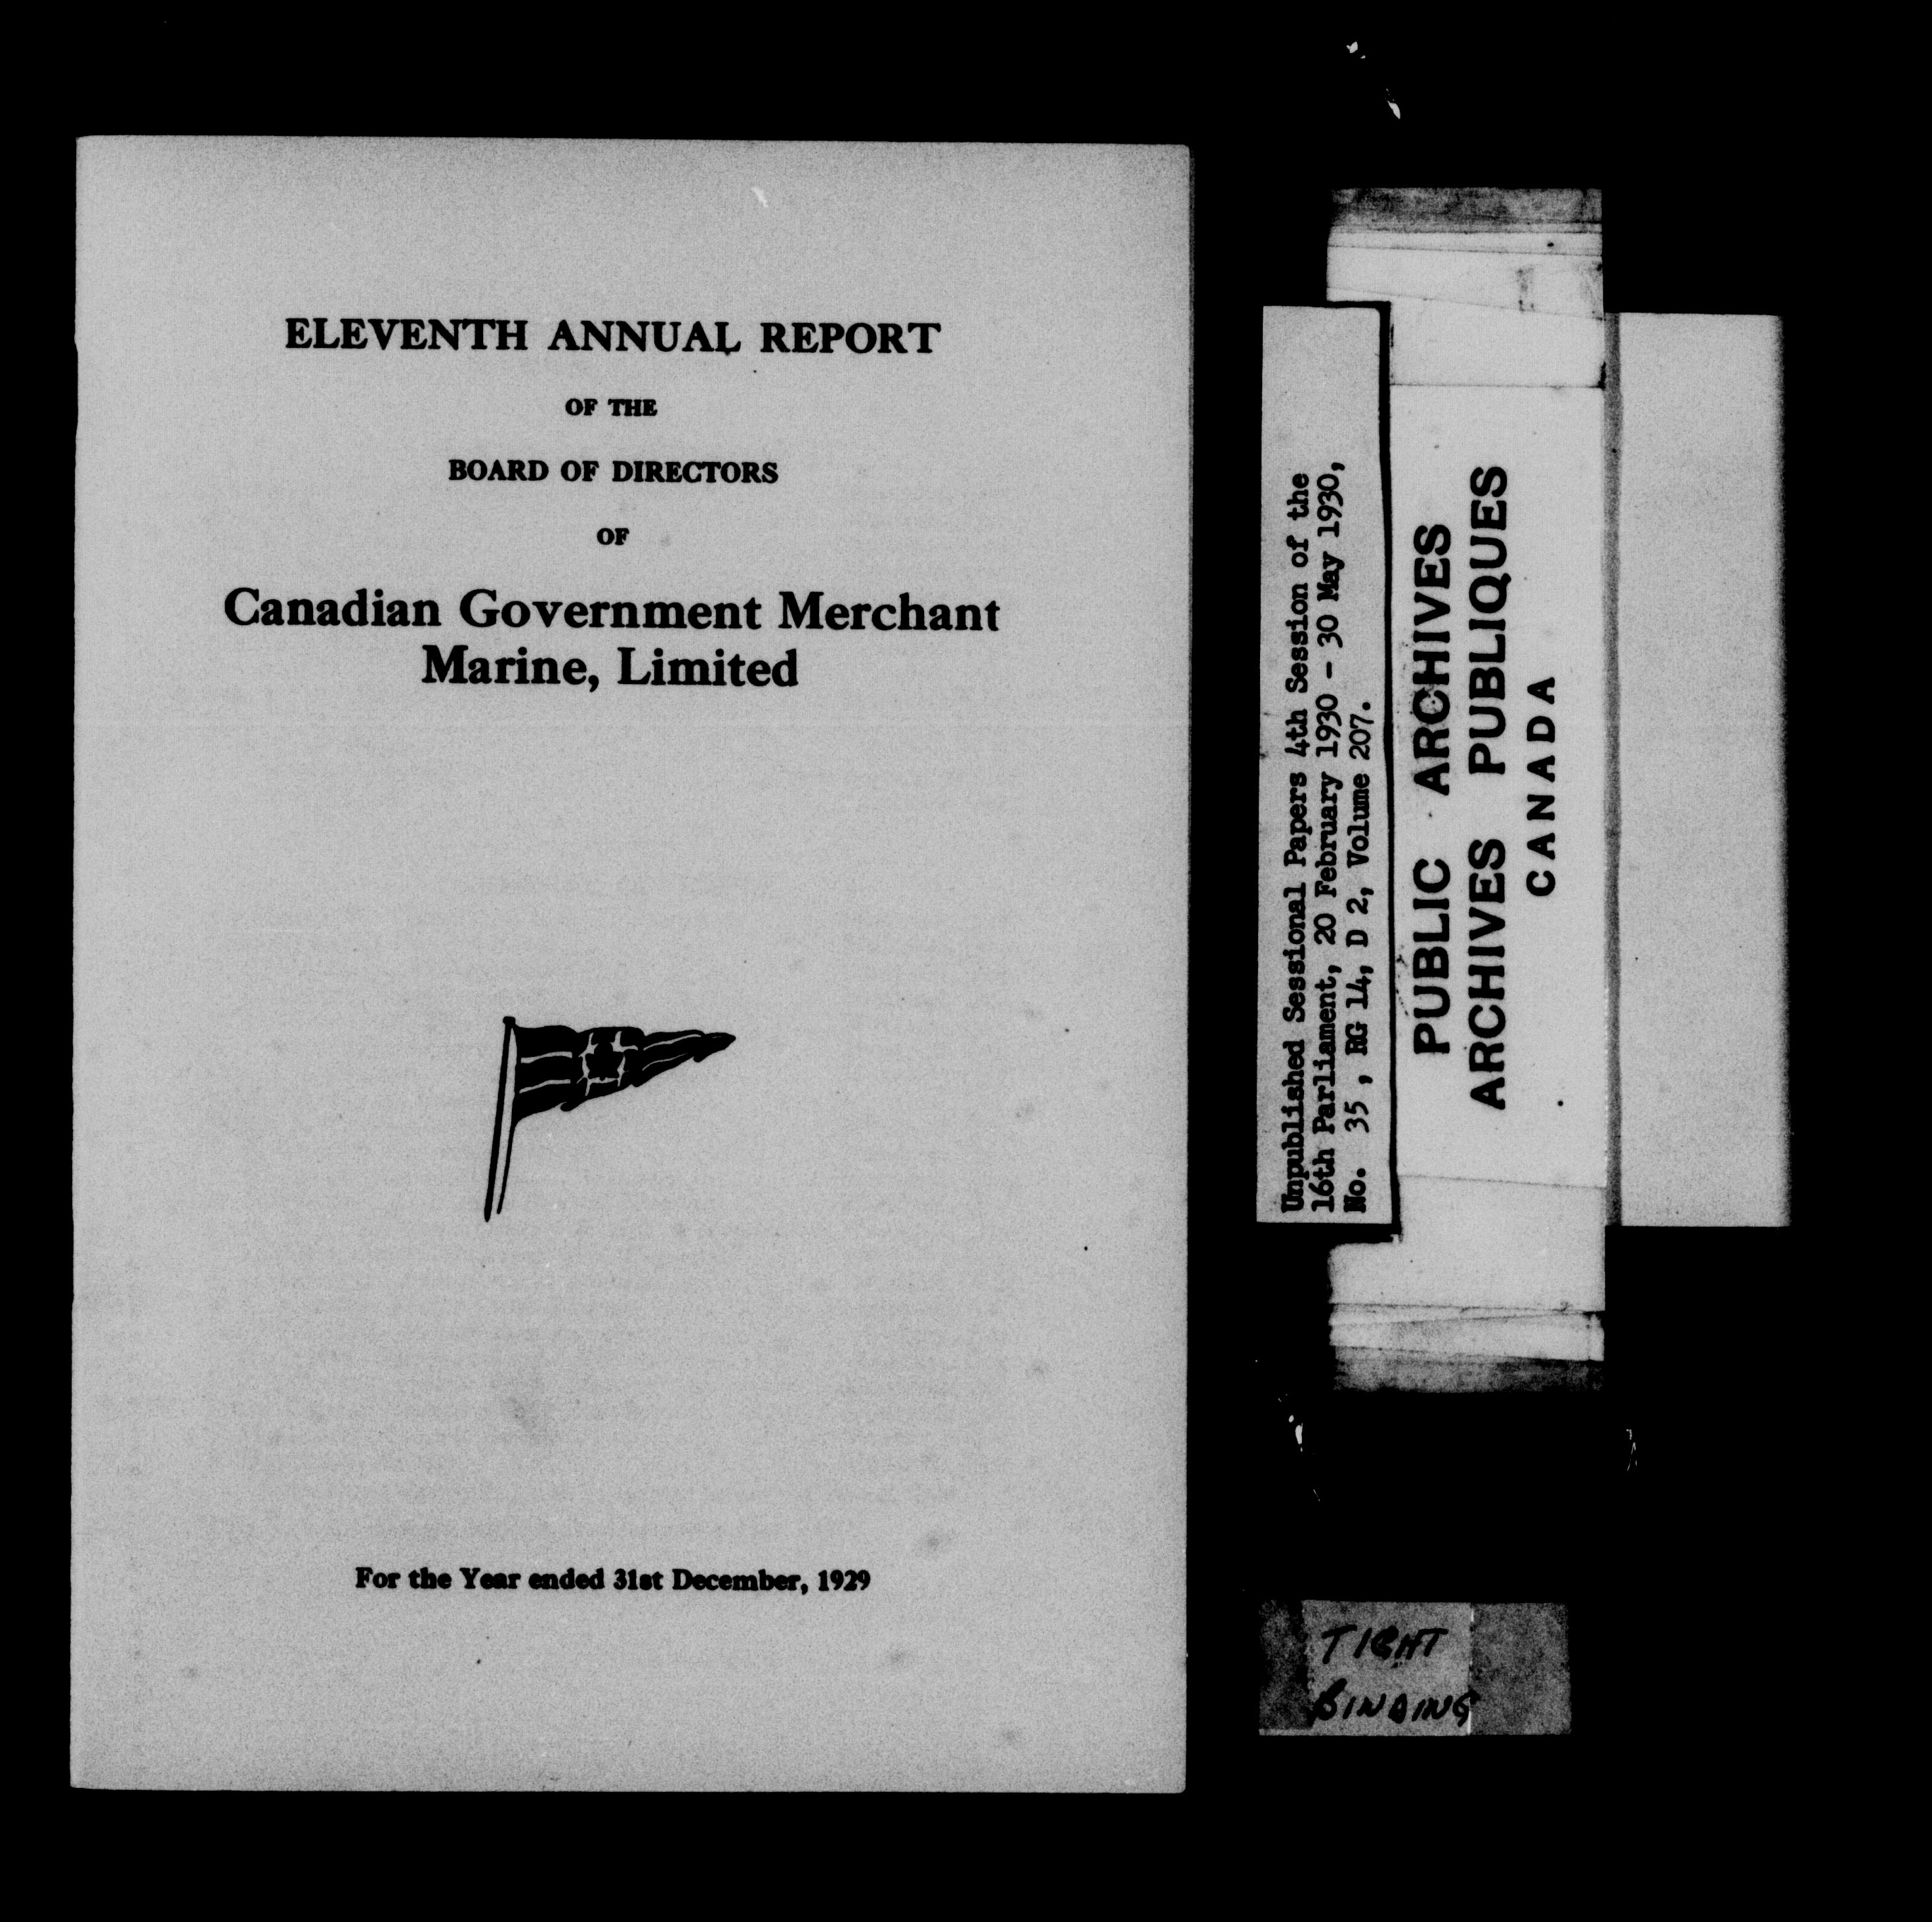 ELEVENTH ANNUAL REPORT
OF THE
BOARD OF DIRECTORS
OF
Canadian Government Merchant
Marine, Limited
For the Year ended 31st December, 1929
Unpublished Sessional Papers 4th Session of the
16th Parliament, 20 February 1930 - 30 May 1930,
No. 35 , RG 14, D 2, Volume 207.
PUBLIC ARCHIVES
ARCHIVES PUBLIQUES
CANADA
TIGHT
BINDING